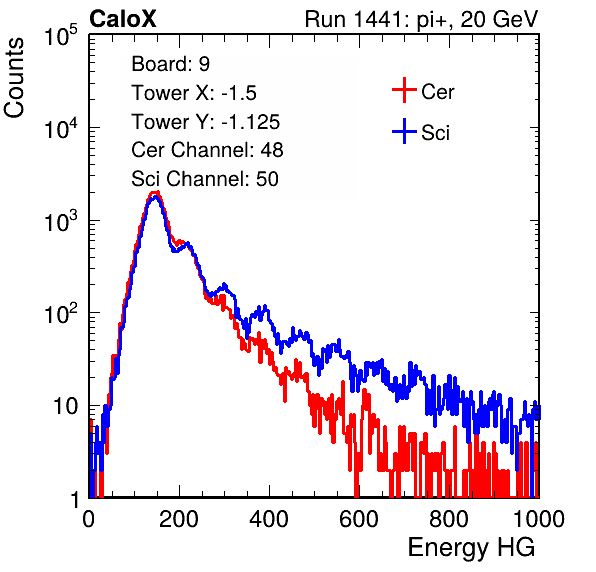 CaloX Run 1441: pi+, 20 GeV
Counts
10^5
10^4
10^3
10^2
10
1
Board: 9
Tower X: -1.5
Tower Y: -1.125
Cer Channel: 48
Sci Channel: 50
Cer
Sci
0 200 400 600 800 1000
Energy HG